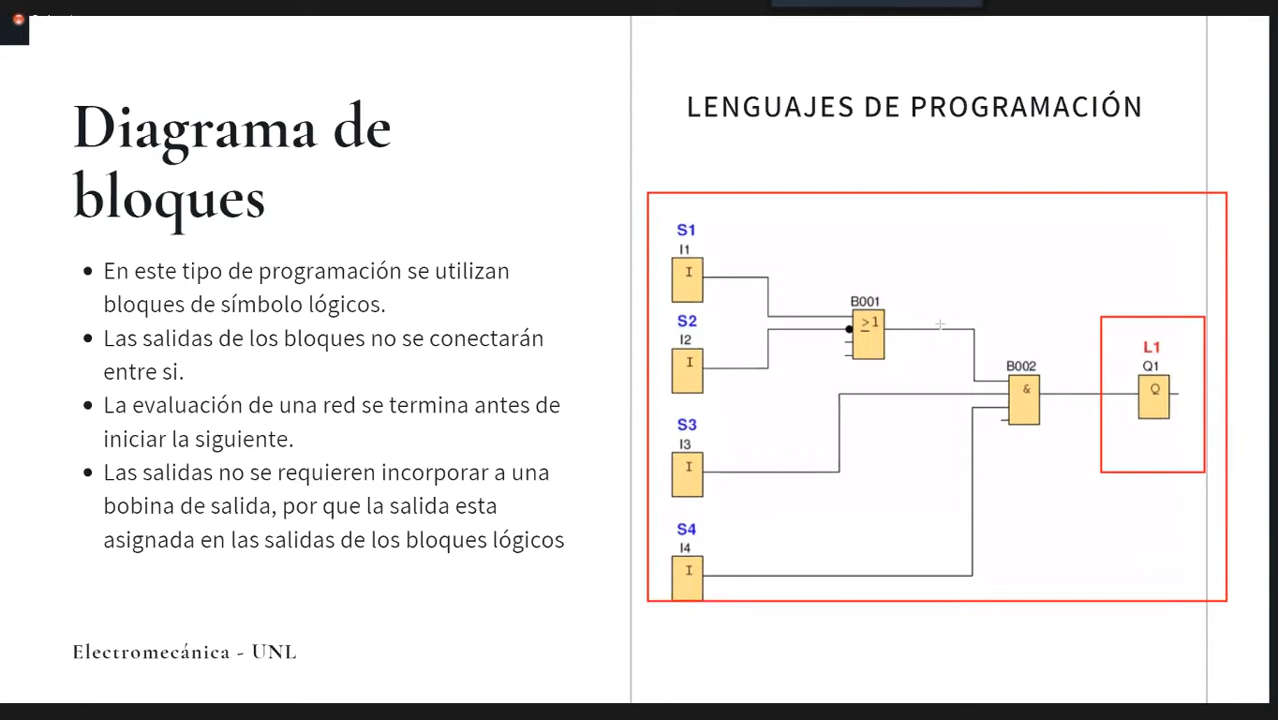 Diagrama de
bloques
En este tipo de programación se utilizan
bloques de símbolo lógicos.
Las salidas de los bloques no se conectarán
entre si.
La evaluación de una red se termina antes de
iniciar la siguiente.
Las salidas no se requieren incorporar a una
bobina de salida, por que la salida esta
asignada en las salidas de los bloques lógicos
Electromecánica - UNL
LENGUAJES DE PROGRAMACIÓN
S1
I1
I
S2
I2
I
B001
≥1
S3
I3
I
B002
&
L1
Q1
Q
S4
I4
I